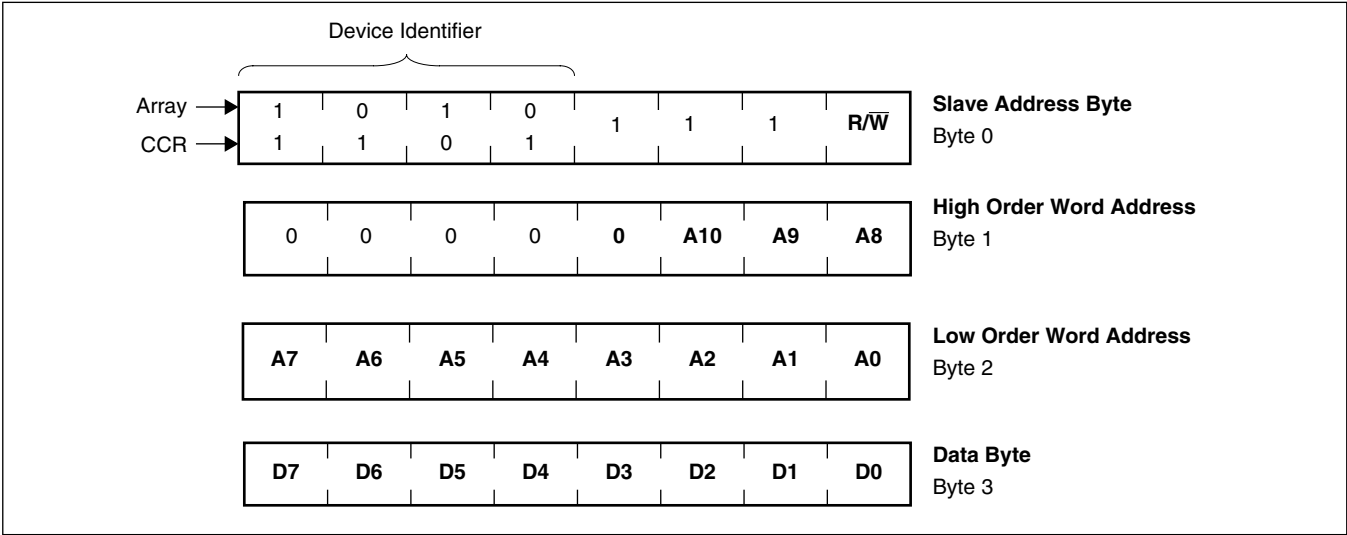 Device Identifier
Array 1 0 1 0 1 1 1 R/W̅ Slave Address Byte
CCR 1 1 0 1 Byte 0
0 0 0 0 0 A10 A9 A8 High Order Word Address
Byte 1
A7 A6 A5 A4 A3 A2 A1 A0 Low Order Word Address
Byte 2
D7 D6 D5 D4 D3 D2 D1 D0 Data Byte
Byte 3